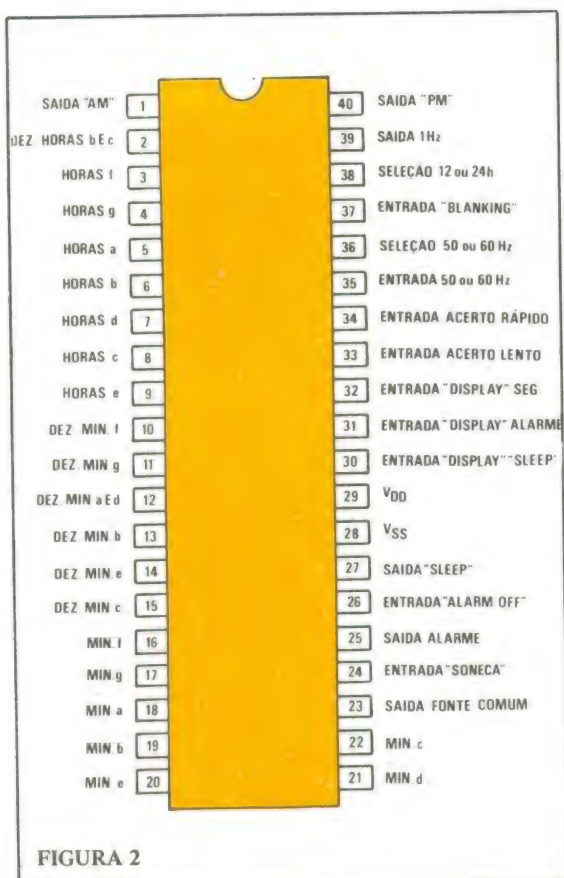 SAIDA "AM" 1
DEZ HORAS b E c 2
HORAS f 3
HORAS g 4
HORAS a 5
HORAS b 6
HORAS d 7
HORAS c 8
HORAS e 9
DEZ MIN. f 10
DEZ MIN g 11
DEZ MIN a E d 12
DEZ MIN b 13
DEZ MIN e 14
DEZ MIN c 15
MIN. f 16
MIN. g 17
MIN a 18
MIN b 19
MIN e 20
40 SAIDA "PM"
39 SAIDA 1Hz
38 SELEÇÃO 12 ou 24h
37 ENTRADA "BLANKING"
36 SELEÇÃO 50 ou 60 Hz
35 ENTRADA 50 ou 60 Hz
34 ENTRADA ACERTO RÁPIDO
33 ENTRADA ACERTO LENTO
32 ENTRADA "DISPLAY" SEG
31 ENTRADA "DISPLAY" ALARME
30 ENTRADA "DISPLAY" "SLEEP"
29 VDD
28 VSS
27 SAIDA "SLEEP"
26 ENTRADA "ALARM OFF"
25 SAIDA ALARME
24 ENTRADA "SONECA"
23 SAIDA FONTE COMUM
22 MIN c
21 MIN d
FIGURA 2